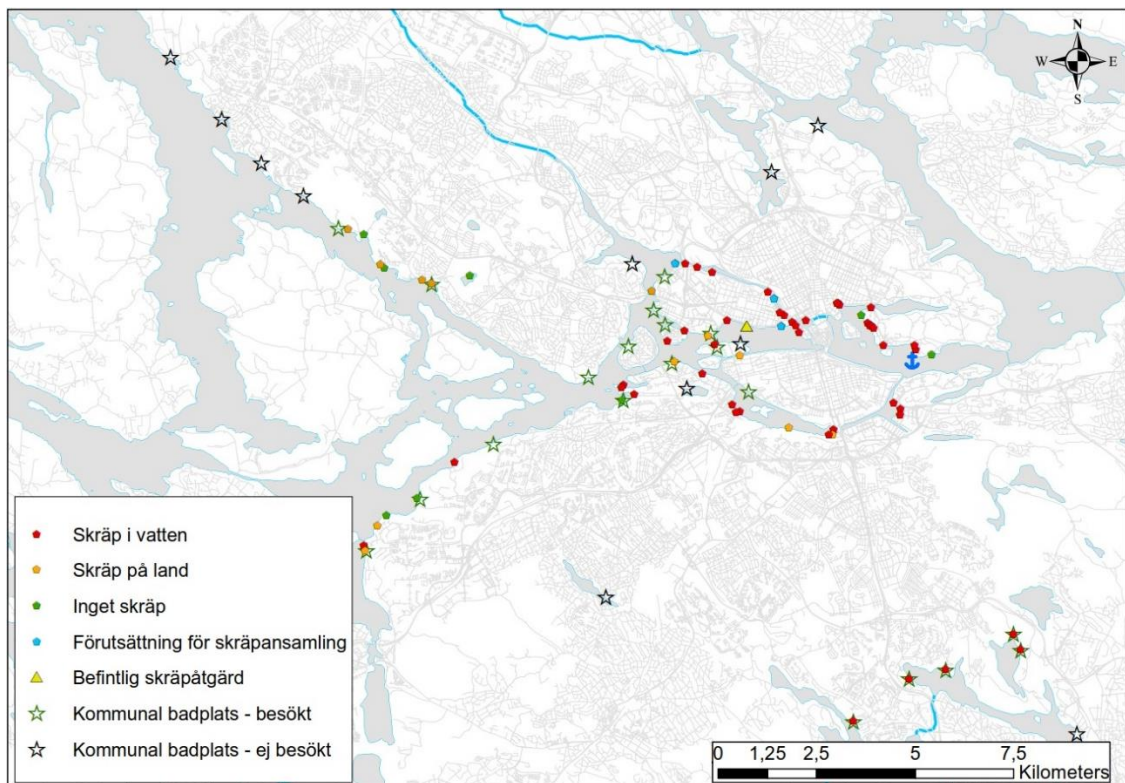 N
W E
S
Skräp i vatten
Skräp på land
Inget skräp
Förutsättning för skräpansamling
Befintlig skräpåtgärd
Kommunal badplats - besökt
Kommunal badplats - ej besökt
0 1,25 2,5 5 7,5
Kilometers